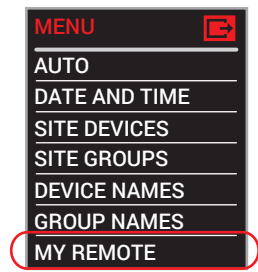 MENU
AUTO
DATE AND TIME
SITE DEVICES
SITE GROUPS
DEVICE NAMES
GROUP NAMES
MY REMOTE